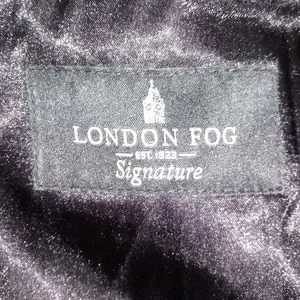 LONDON FOG
EST. 1923
Signature